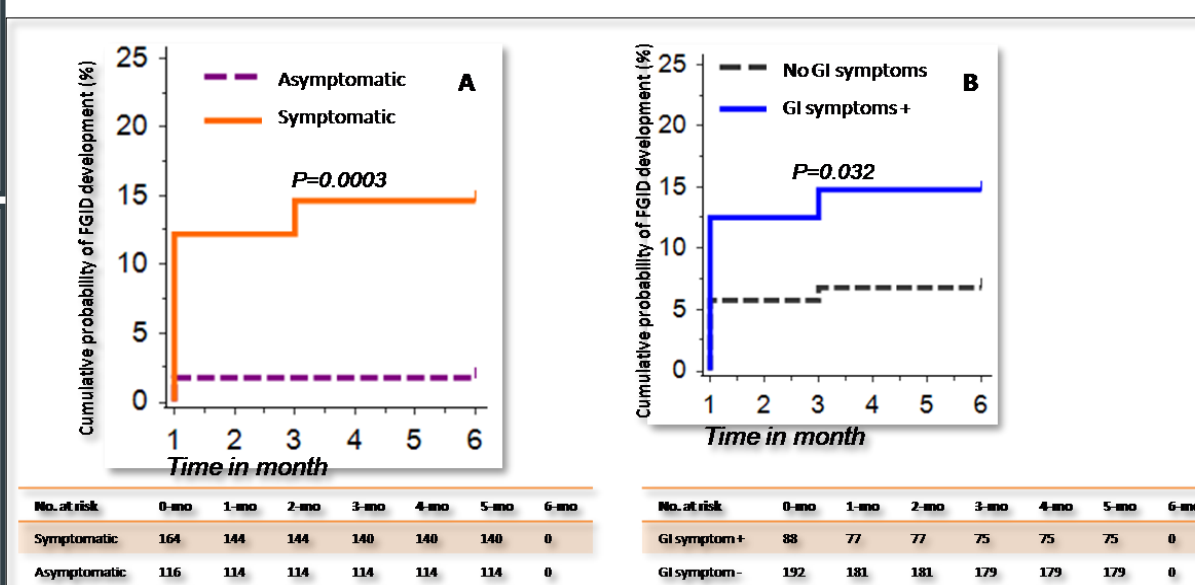 Cumulative probability of FGID development (%)
25
20
15
10
5
0
Asymptomatic
Symptomatic
A
P=0.0003
1 2 3 4 5 6
Time in month
Cumulative probability of FGID development (%)
25
20
15
10
5
0
No GI symptoms
GI symptoms +
B
P=0.032
1 2 3 4 5 6
Time in month
No. at risk 0-mo 1-mo 2-mo 3-mo 4-mo 5-mo 6-mo
Symptomatic 164 144 144 140 140 140 0
Asymptomatic 116 114 114 114 114 114 0
No. at risk 0-mo 1-mo 2-mo 3-mo 4-mo 5-mo 6-mo
GI symptom + 88 77 77 75 75 75 0
GI symptom - 192 181 181 179 179 179 0